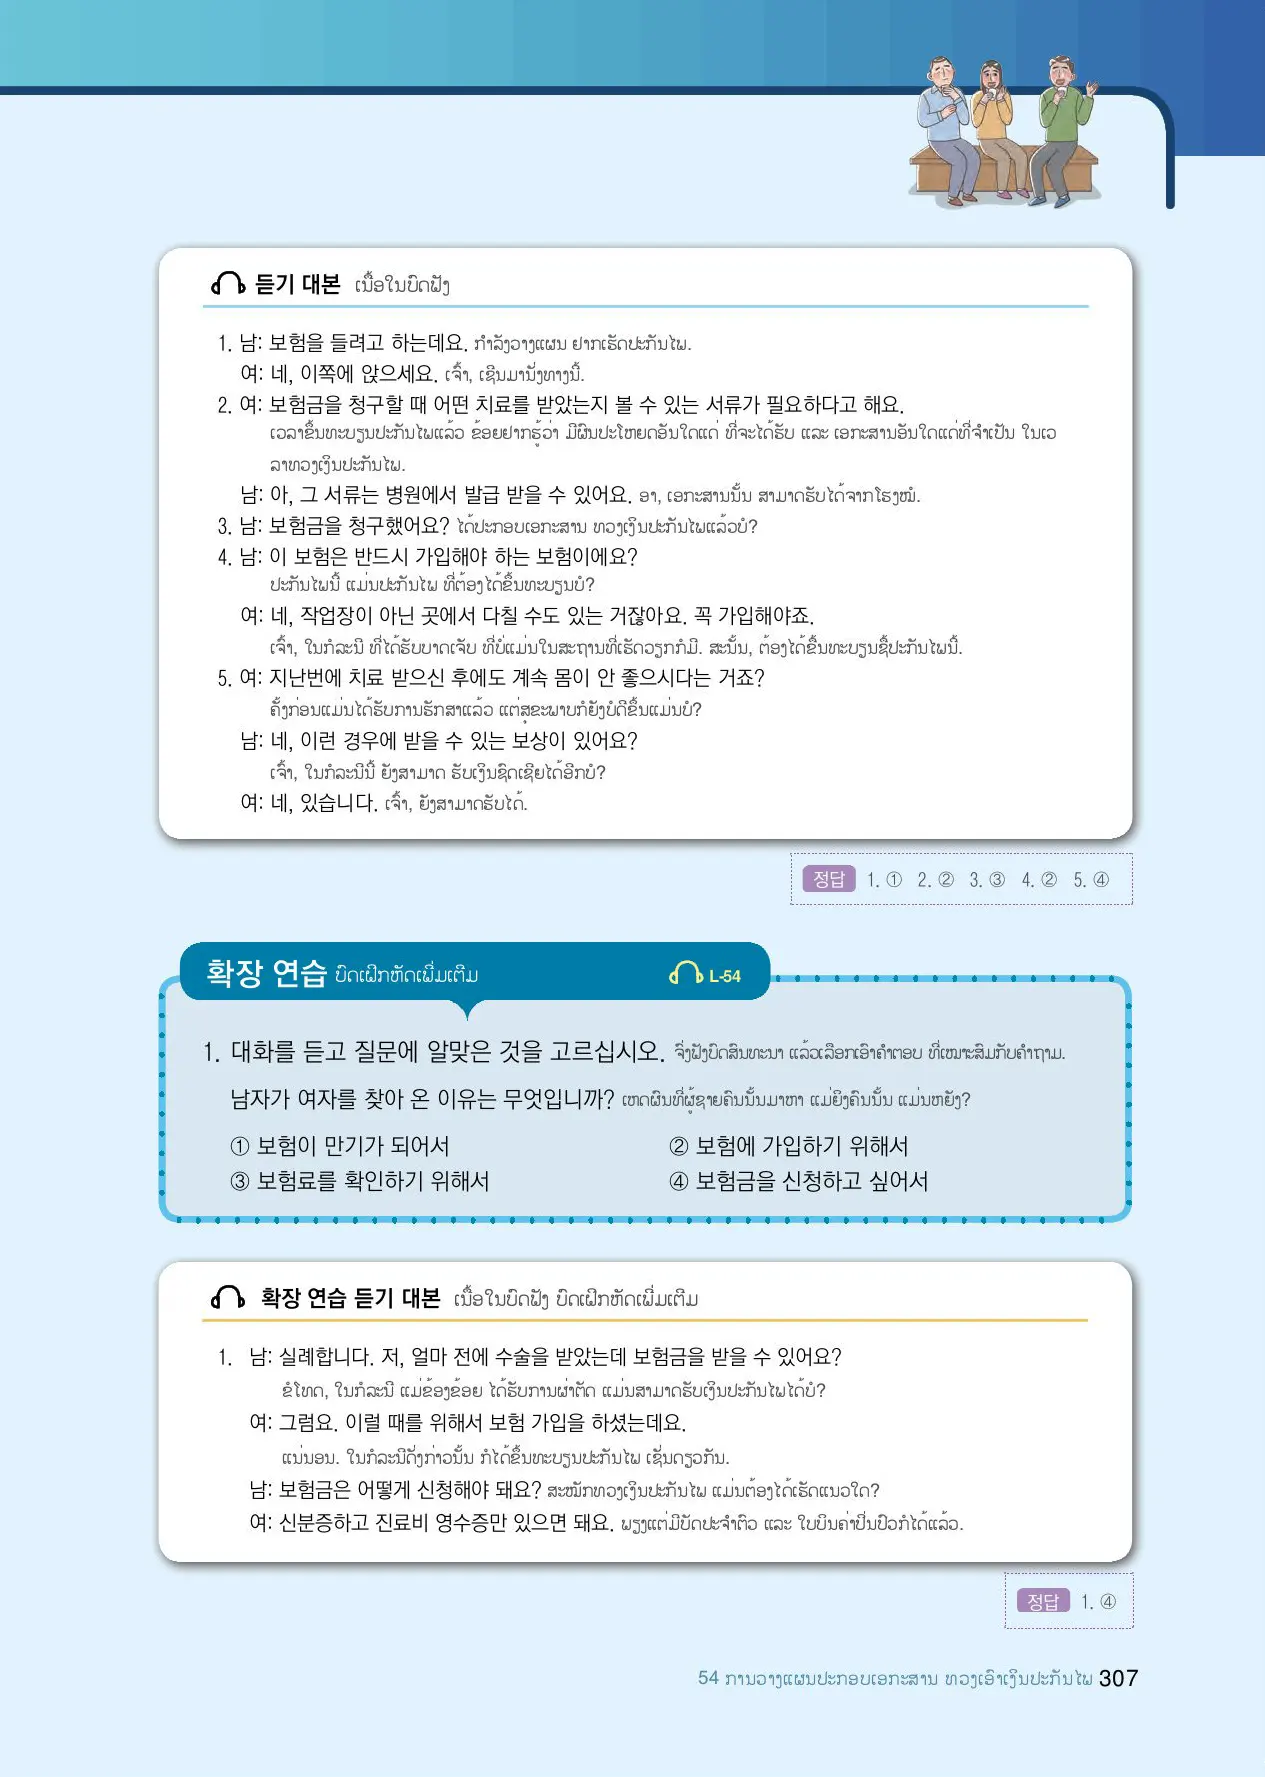 듣기 대본 ເນື້ອໃນບົດຟັງ
1. 남: 보험을 들려고 하는데요. ກຳລັງວາງແຜນ ຢາກເຮັດປະກັນໄພ.
여: 네, 이쪽에 앉으세요. ເຈົ້າ, ເຊີນມານັ່ງທາງນີ້.
2. 여: 보험금을 청구할 때 어떤 치료를 받았는지 볼 수 있는 서류가 필요하다고 해요.
ເວລາຂຶ້ນທະບຽນປະກັນໄພແລ້ວ ຂ້ອຍຢາກຮູ້ວ່າ ມີຜົນປະໂຫຍດອັນໃດແດ່ ທີ່ຈະໄດ້ຮັບ ແລະ ເອກະສານອັນໃດແດ່ທີ່ຈຳເປັນ ໃນເວ
ລາທວງເງິນປະກັນໄພ.
남: 아, 그 서류는 병원에서 발급 받을 수 있어요. ອາ, ເອກະສານນັ້ນ ສາມາດຮັບໄດ້ຈາກໂຮງໝໍ.
3. 남: 보험금을 청구했어요? ໄດ້ປະກອບເອກະສານ ທວງເງິນປະກັນໄພແລ້ວບໍ?
4. 남: 이 보험은 반드시 가입해야 하는 보험이에요?
ປະກັນໄພນີ້ ແມ່ນປະກັນໄພ ທີ່ຕ້ອງໄດ້ຂຶ້ນທະບຽນບໍ?
여: 네, 작업장이 아닌 곳에서 다칠 수도 있는 거잖아요. 꼭 가입해야죠.
ເຈົ້າ, ໃນກໍລະນີ ທີ່ໄດ້ຮັບບາດເຈັບ ທີ່ບໍ່ແມ່ນໃນສະຖານທີ່ເຮັດວຽກກໍມີ. ສະນັ້ນ, ຕ້ອງໄດ້ຂື້ນທະບຽນຊື້ປະກັນໄພນີ້.
5. 여: 지난번에 치료 받으신 후에도 계속 몸이 안 좋으시다는 거죠?
ຄັ້ງກ່ອນແມ່ນໄດ້ຮັບການຮັກສາແລ້ວ ແຕ່ສຸຂະພາບກໍຍັງບໍ່ດີຂຶ້ນແມ່ນບໍ?
남: 네, 이런 경우에 받을 수 있는 보상이 있어요?
ເຈົ້າ, ໃນກໍລະນີນີ້ ຍັງສາມາດ ຮັບເງິນຊົດເຊີຍໄດ້ອີກບໍ?
여: 네, 있습니다. ເຈົ້າ, ຍັງສາມາດຮັບໄດ້.
정답 1. ① 2. ② 3. ③ 4. ② 5. ④
확장 연습 ບົດເຝິກຫັດເພີ່ມເຕີມ L-54
1. 대화를 듣고 질문에 알맞은 것을 고르십시오. ຈົ່ງຟັງບົດສົນທະນາ ແລ້ວເລືອກເອົາຄຳຕອບ ທີ່ເໝາະສົມກັບຄຳຖາມ.
남자가 여자를 찾아 온 이유는 무엇입니까? ເຫດຜົນທີ່ຜູ້ຊາຍຄົນນັ້ນມາຫາ ແມ່ຍິງຄົນນັ້ນ ແມ່ນຫຍັງ?
① 보험이 만기가 되어서 ② 보험에 가입하기 위해서
③ 보험료를 확인하기 위해서 ④ 보험금을 신청하고 싶어서
확장 연습 듣기 대본 ເນື້ອໃນບົດຟັງ ບົດເຝິກຫັດເພີ່ມເຕີມ
1. 남: 실례합니다. 저, 얼마 전에 수술을 받았는데 보험금을 받을 수 있어요?
ຂໍໂທດ, ໃນກໍລະນີ ແມ່ຂ້ອງຂ້ອຍ ໄດ້ຮັບການຜ່າຕັດ ແມ່ນສາມາດຮັບເງິນປະກັນໄພໄດ້ບໍ?
여: 그럼요. 이럴 때를 위해서 보험 가입을 하셨는데요.
ແນ່ນອນ. ໃນກໍລະນີດັ່ງກ່າວນັ້ນ ກໍໄດ້ຂຶ້ນທະບຽນປະກັນໄພ ເຊັ່ນດຽວກັນ.
남: 보험금은 어떻게 신청해야 돼요? ສະໝັກທວງເງິນປະກັນໄພ ແມ່ນຕ້ອງໄດ້ເຮັດແນວໃດ?
여: 신분증하고 진료비 영수증만 있으면 돼요. ພຽງແຕ່ມີບັດປະຈຳຕົວ ແລະ ໃບບິນຄ່າປິ່ນປົວກໍໄດ້ແລ້ວ.
정답 1. ④
54 ການວາງແຜນປະກອບເອກະສານ ທວງເອົາເງິນປະກັນໄພ 307